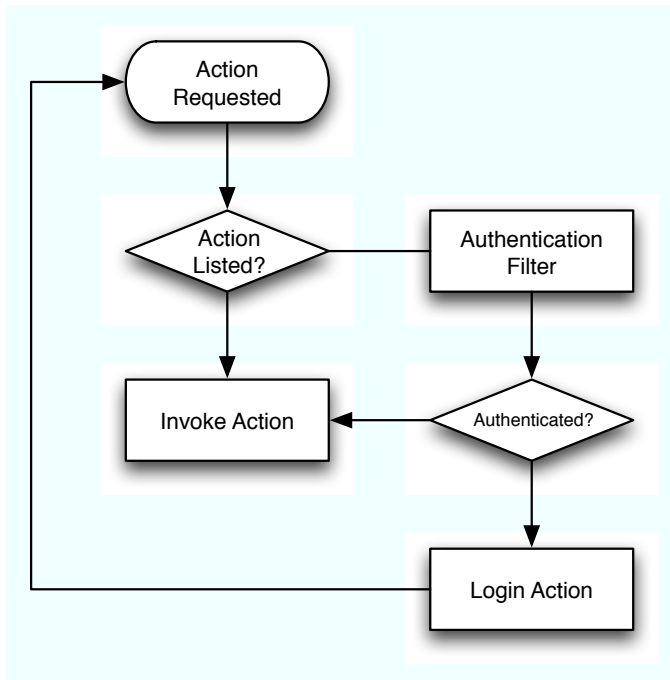 Action
Requested
Action
Listed?
Authentication
Filter
Invoke Action
Authenticated?
Login Action